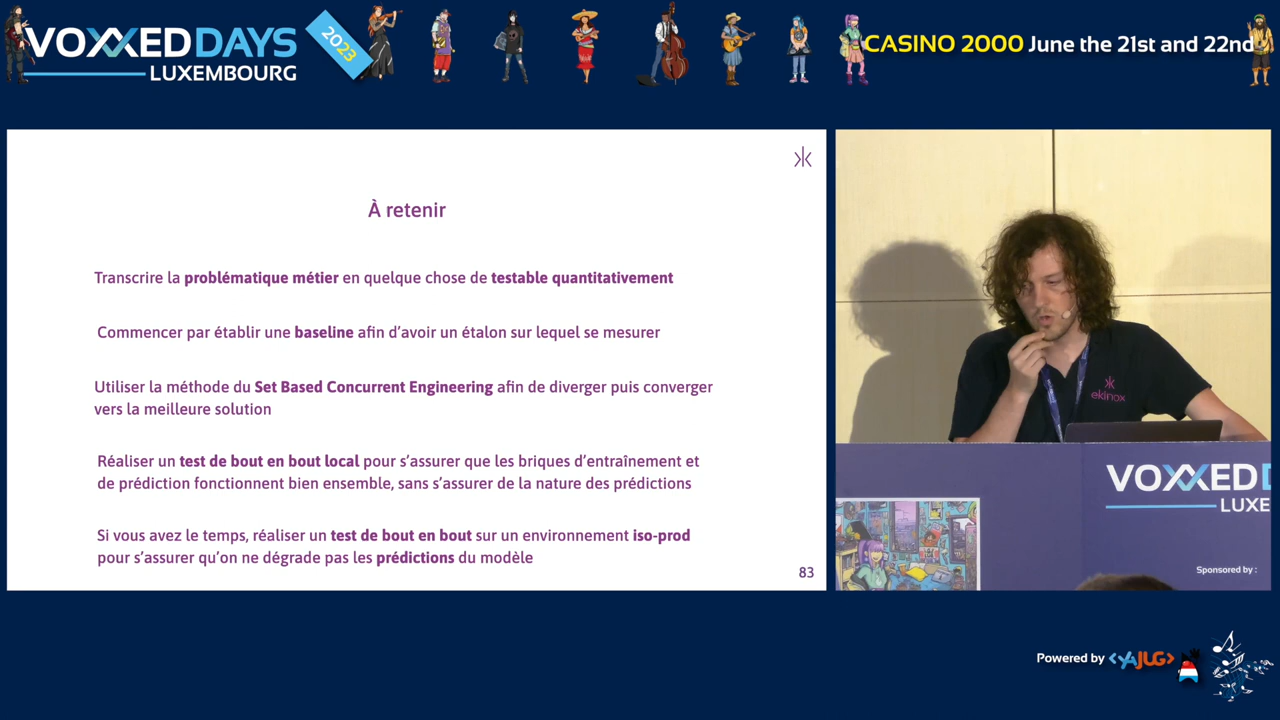 VOXXEDDAYS
LUXEMBOURG
2023
CASINO 2000 June the 21st and 22nd
À retenir
Transcrire la problématique métier en quelque chose de testable quantitativement
Commencer par établir une baseline afin d’avoir un étalon sur lequel se mesurer
Utiliser la méthode du Set Based Concurrent Engineering afin de diverger puis converger
vers la meilleure solution
Réaliser un test de bout en bout local pour s’assurer que les briques d’entraînement et
de prédiction fonctionnent bien ensemble, sans s’assurer de la nature des prédictions
Si vous avez le temps, réaliser un test de bout en bout sur un environnement iso-prod
pour s’assurer qu’on ne dégrade pas les prédictions du modèle
83
ekinox
VOXXED
LUXE
Sponsored by :
Powered by <YAJUG>